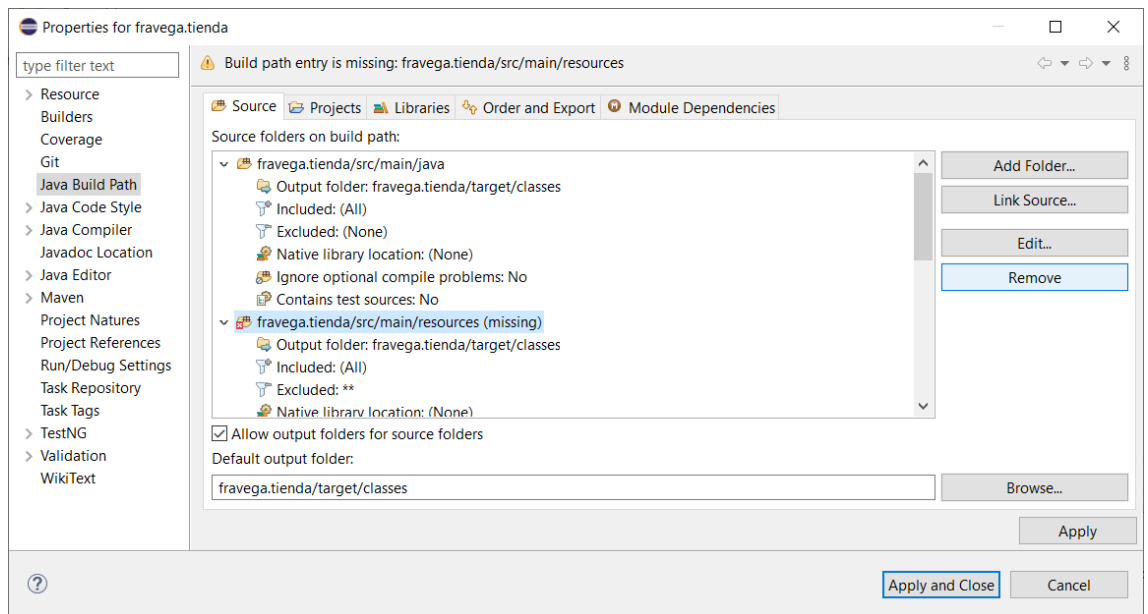 Properties for fravega.tienda
type filter text
Build path entry is missing: fravega.tienda/src/main/resources
Resource
Builders
Coverage
Git
Java Build Path
Java Code Style
Java Compiler
Javadoc Location
Java Editor
Maven
Project Natures
Project References
Run/Debug Settings
Task Repository
Task Tags
TestNG
Validation
WikiText
Source Projects Libraries Order and Export Module Dependencies
Source folders on build path:
fravega.tienda/src/main/java
Output folder: fravega.tienda/target/classes
Included: (All)
Excluded: (None)
Native library location: (None)
Ignore optional compile problems: No
Contains test sources: No
fravega.tienda/src/main/resources (missing)
Output folder: fravega.tienda/target/classes
Included: (All)
Excluded: **
Native library location: (None)
Add Folder...
Link Source...
Edit...
Remove
Allow output folders for source folders
Default output folder:
fravega.tienda/target/classes
Browse...
Apply
Apply and Close
Cancel